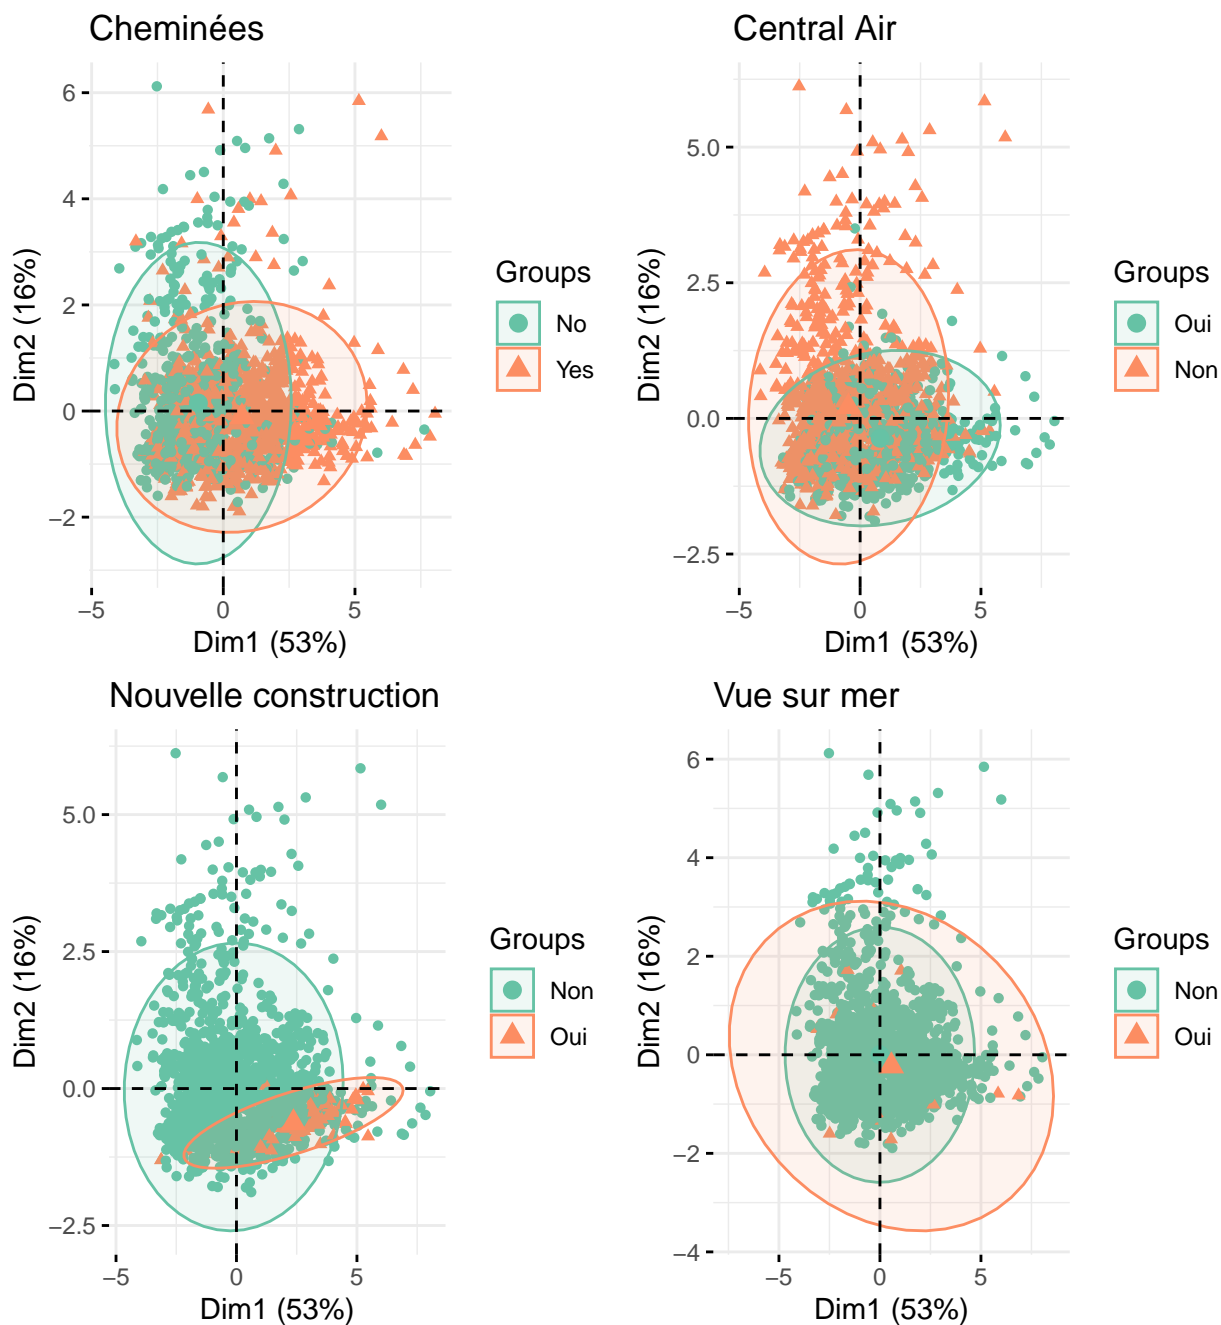 Cheminées
6
4
2
0
−2
−5
0
5
Dim2 (16%)
Dim1 (53%)
Groups
No
Yes
Central Air
5.0
2.5
0.0
−2.5
−5
0
5
Dim2 (16%)
Dim1 (53%)
Groups
Oui
Non
Nouvelle construction
5.0
2.5
0.0
−2.5
−5
0
5
Dim2 (16%)
Dim1 (53%)
Groups
Non
Oui
Vue sur mer
6
4
2
0
−2
−4
−5
0
5
Dim2 (16%)
Dim1 (53%)
Groups
Non
Oui